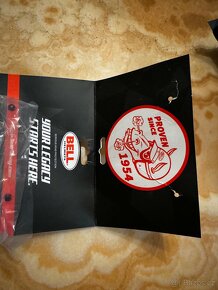 BELL
YOUR LEGACY
STARTS HERE.
PROVEN
SINCE
1954